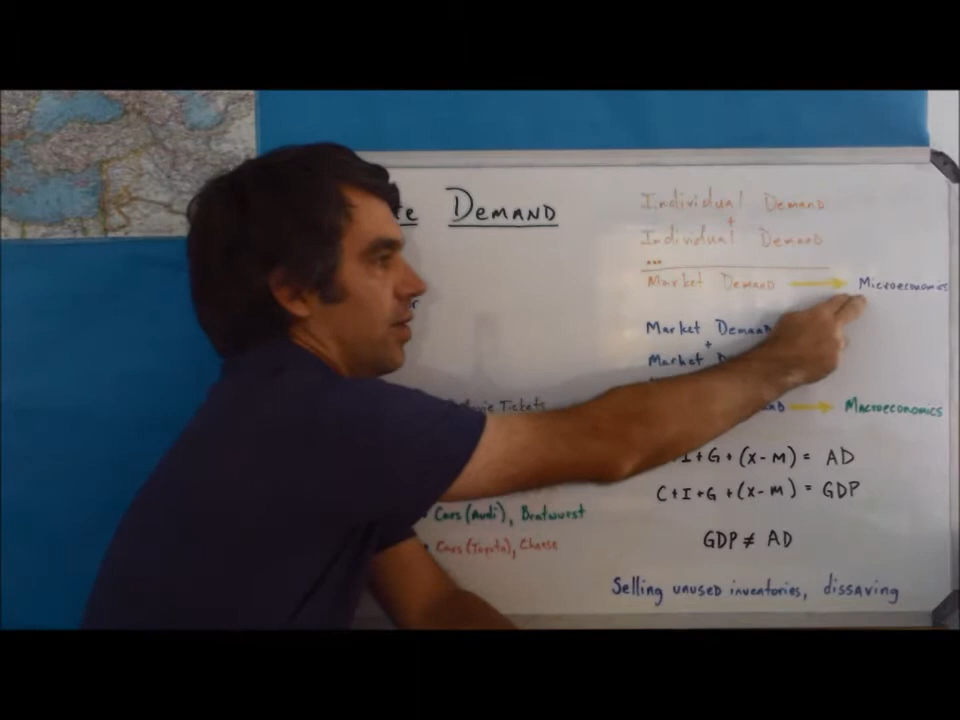 Demand
Individual Demand
+
Individual Demand
...
Market Demand → Microeconomics
Market Demand
+
Market
Tickets
Macroeconomics
I+G+(X-M) = AD
C+I+G+(X-M) = GDP
Cars (Audi), Bratwurst
GDP ≠ AD
Cars (Toyota), Cheese
Selling unused inventories, dissaving